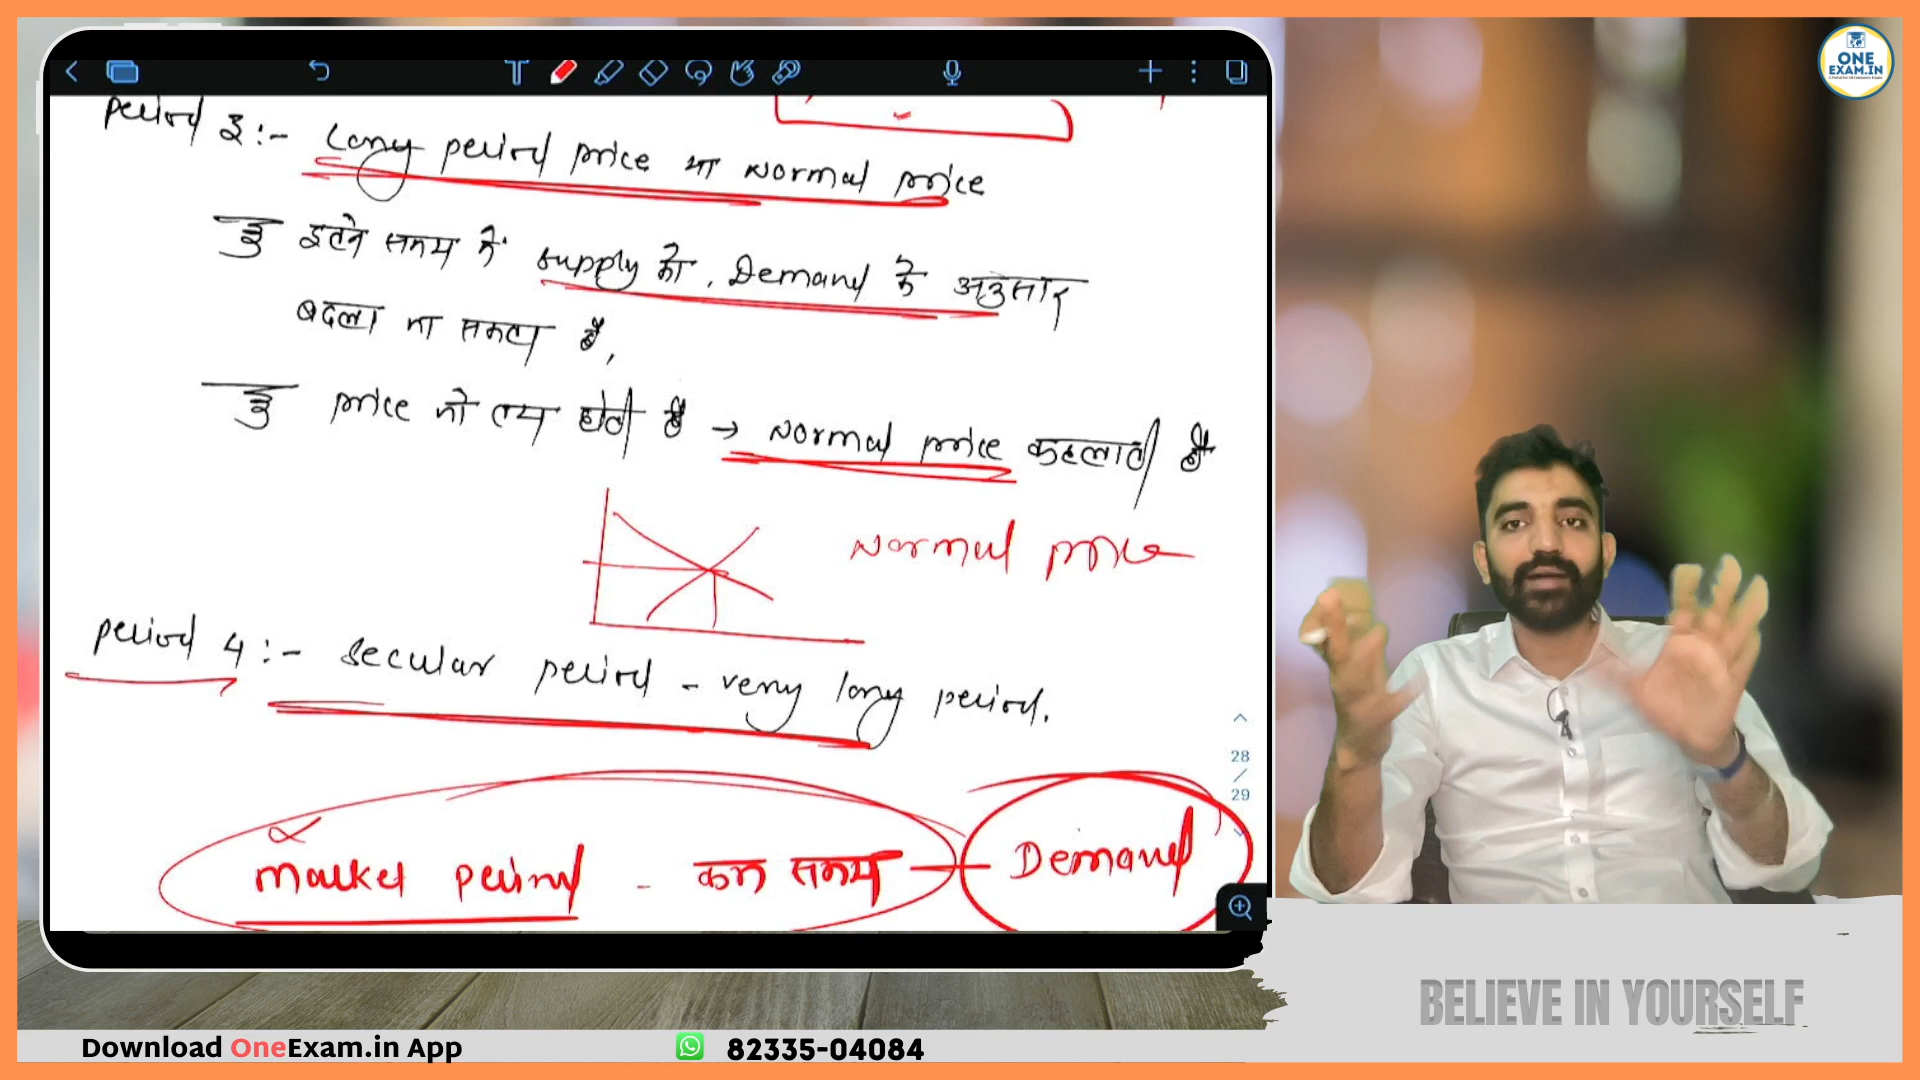 Period 3:- Long period price या Normal price
इतने समय में supply को, Demand के अनुसार
बदला जा सकता है,
price जो तय होती है → Normal price कहलाती है
Normal price
Period 4:- Secular period - very long period.
Market period - कम समय - Demand
28
/
29
ONE
EXAM.IN
BELIEVE IN YOURSELF
Download OneExam.in App
82335-04084